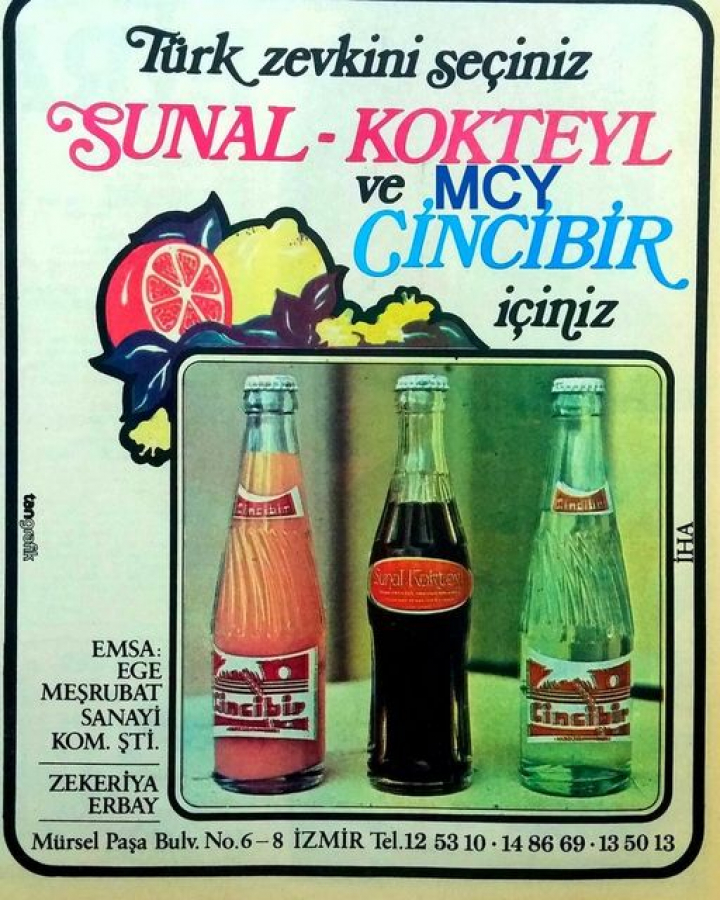 Türk zevkini seçiniz
SUNAL - KOKTEYL
ve MCY
CİNCİBİR
içiniz
Cincibir
Cincibir
Sunal Kokteyl
Cincibir
Cincibir
tangrafik
İHA
EMSA:
EGE
MEŞRUBAT
SANAYİ
KOM. ŞTİ.
ZEKERİYA
ERBAY
Mürsel Paşa Bulv. No.6-8 İZMİR Tel.12 53 10 · 14 86 69 · 13 50 13